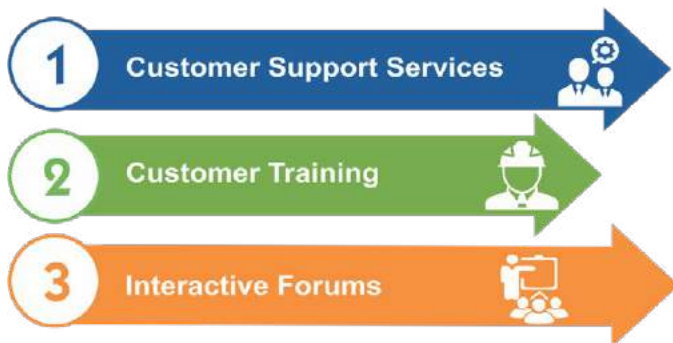 1 Customer Support Services
2 Customer Training
3 Interactive Forums